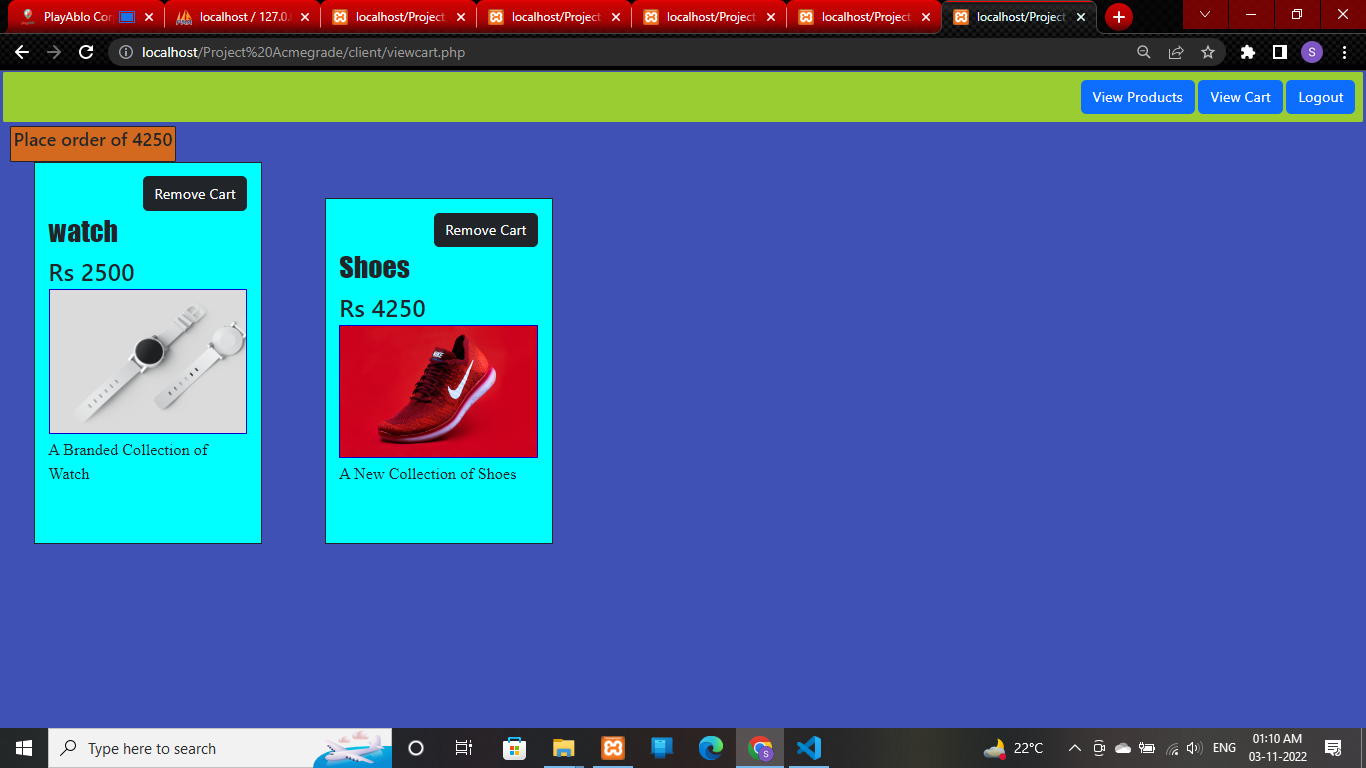 PlayAblo Cor
localhost / 127.0.
localhost/Project
localhost/Project
localhost/Project
localhost/Project
localhost/Project
localhost/Project%20Acmegrade/client/viewcart.php
S
View Products View Cart Logout
Place order of 4250
Remove Cart
watch
Rs 2500
A Branded Collection of
Watch
Remove Cart
Shoes
Rs 4250
NIKE
A New Collection of Shoes
Type here to search
S
22°C
ENG
01:10 AM
03-11-2022